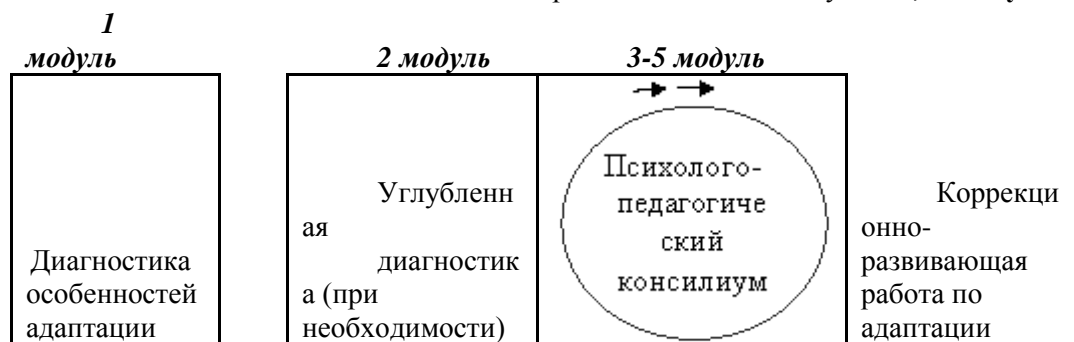 1
модуль
2 модуль
3-5 модуль
Диагностика
особенностей
адаптации
Углубленн
ая
диагностик
а (при
необходимости)
Психолого-
педагогиче
ский
консилиум
Коррекци
онно-
развивающая
работа по
адаптации